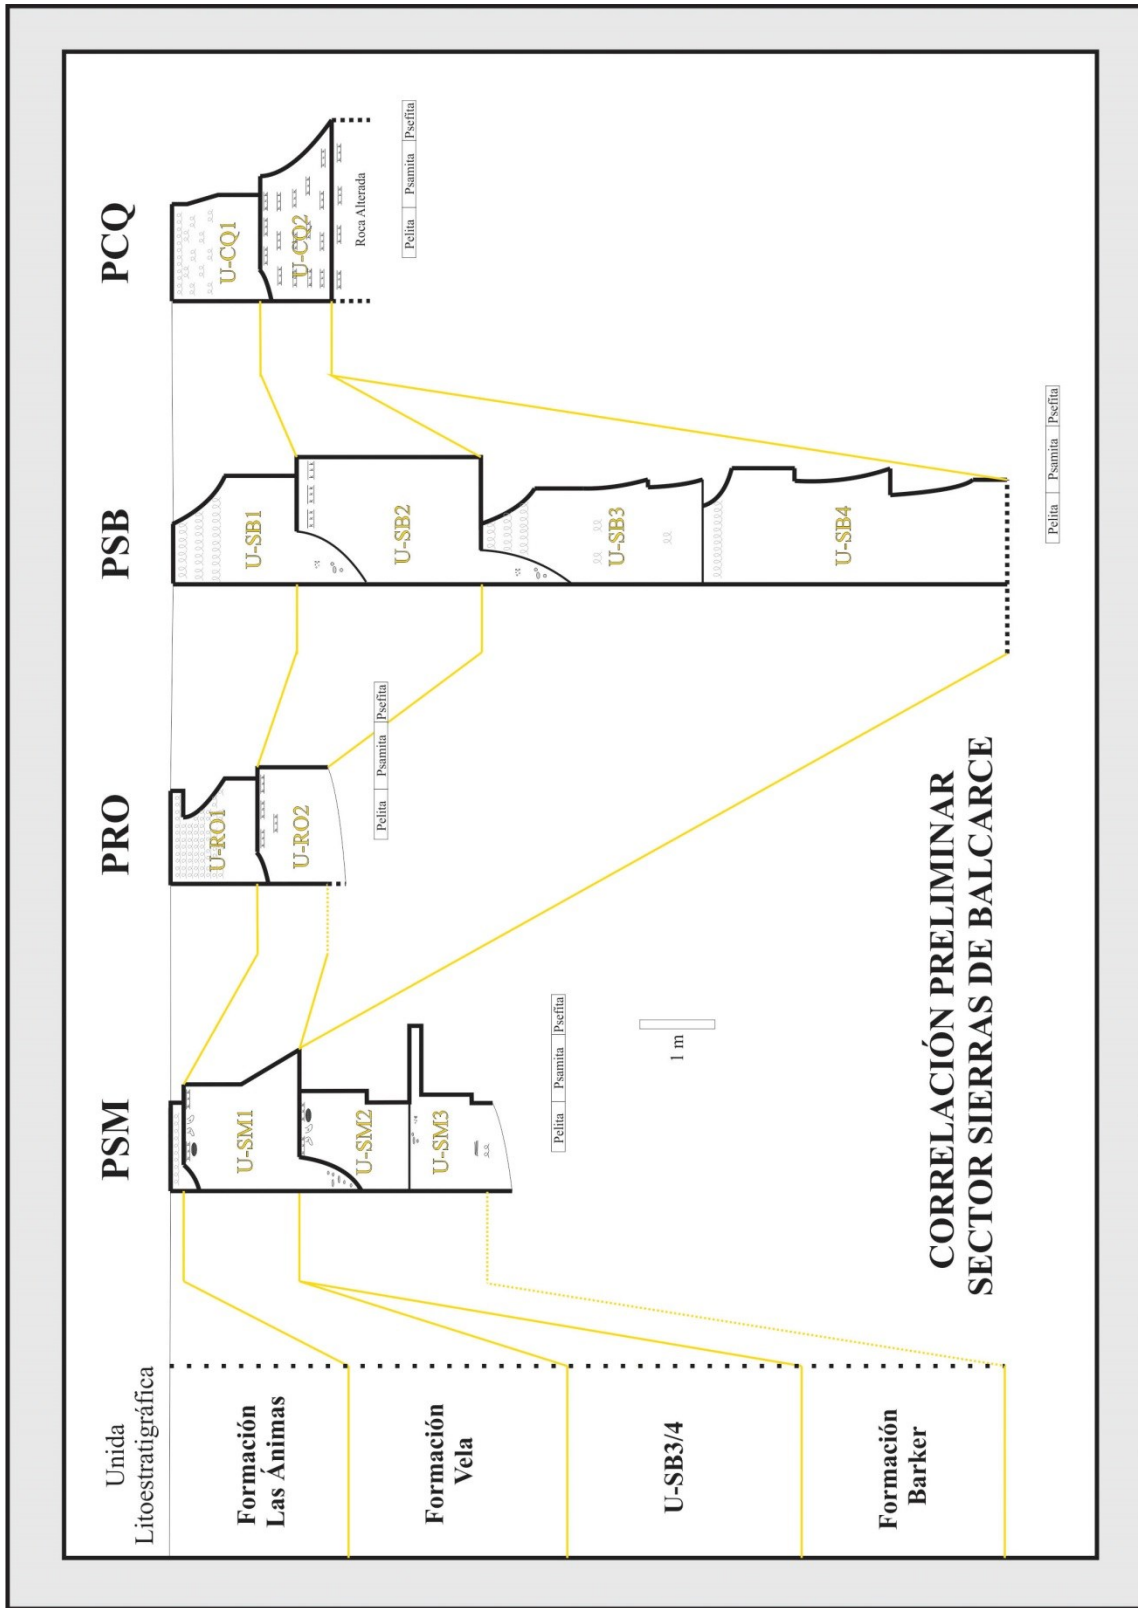 Unida
Litoestratigráfica
PSM
PRO
PSB
PCQ
Formación
Las Ánimas
Formación
Vela
U-SB3/4
Formación
Barker
U-SM1
U-SM2
U-SM3
Pelita Psamita Psefita
U-RO1
U-RO2
Pelita Psamita Psefita
U-SB1
U-SB2
U-SB3
U-SB4
Pelita Psamita Psefita
U-CQ1
U-CQ2
Roca Alterada
Pelita Psamita Psefita
1 m
CORRELACIÓN PRELIMINAR
SECTOR SIERRAS DE BALCARCE